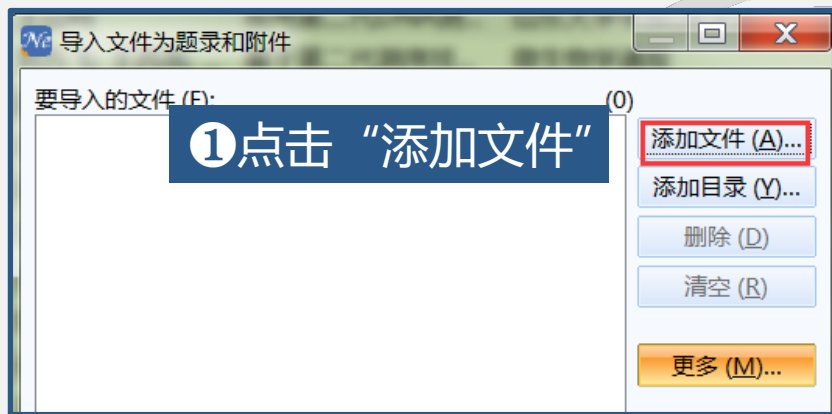 导入文件为题录和附件
要导入的文件 (F): (0)
❶点击“添加文件”
添加文件 (A)...
添加目录 (Y)...
删除 (D)
清空 (R)
更多 (M)...